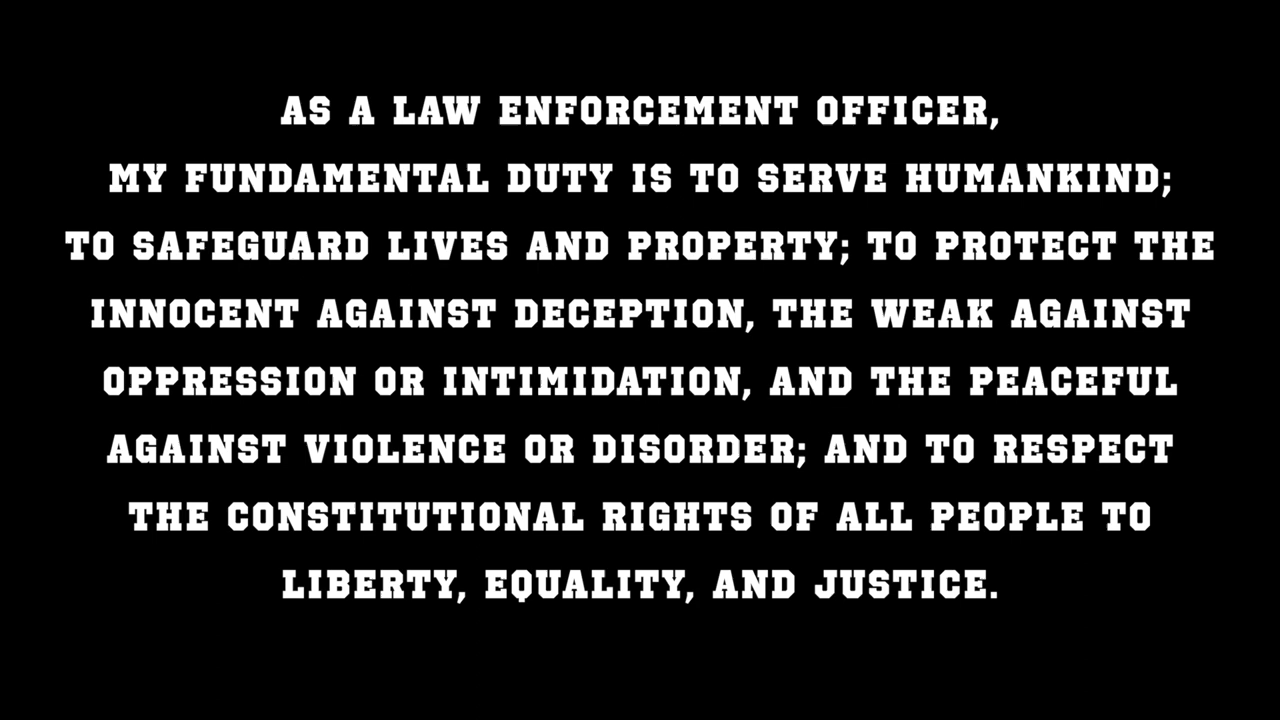 AS A LAW ENFORCEMENT OFFICER,
MY FUNDAMENTAL DUTY IS TO SERVE HUMANKIND;
TO SAFEGUARD LIVES AND PROPERTY; TO PROTECT THE
INNOCENT AGAINST DECEPTION, THE WEAK AGAINST
OPPRESSION OR INTIMIDATION, AND THE PEACEFUL
AGAINST VIOLENCE OR DISORDER; AND TO RESPECT
THE CONSTITUTIONAL RIGHTS OF ALL PEOPLE TO
LIBERTY, EQUALITY, AND JUSTICE.